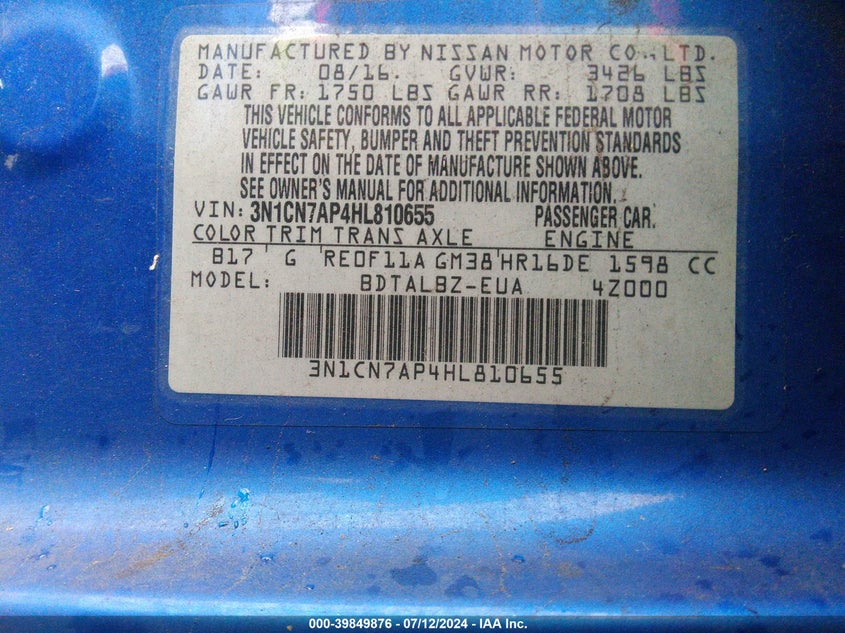 MANUFACTURED BY NISSAN MOTOR CO., LTD.
DATE: 08/16. GVWR: 3426 LBS
GAWR FR: 1750 LBS GAWR RR: 1708 LBS
THIS VEHICLE CONFORMS TO ALL APPLICABLE FEDERAL MOTOR
VEHICLE SAFETY, BUMPER AND THEFT PREVENTION STANDARDS
IN EFFECT ON THE DATE OF MANUFACTURE SHOWN ABOVE.
SEE OWNER'S MANUAL FOR ADDITIONAL INFORMATION.
VIN: 3N1CN7AP4HL810655 PASSENGER CAR.
COLOR TRIM TRANS AXLE ENGINE
B17 G RE0F11A GM38 HR16DE 1598 CC
MODEL: BDTALBZ-EUA 4Z000
3N1CN7AP4HL810655
000-39849876 - 07/12/2024 - IAA Inc.